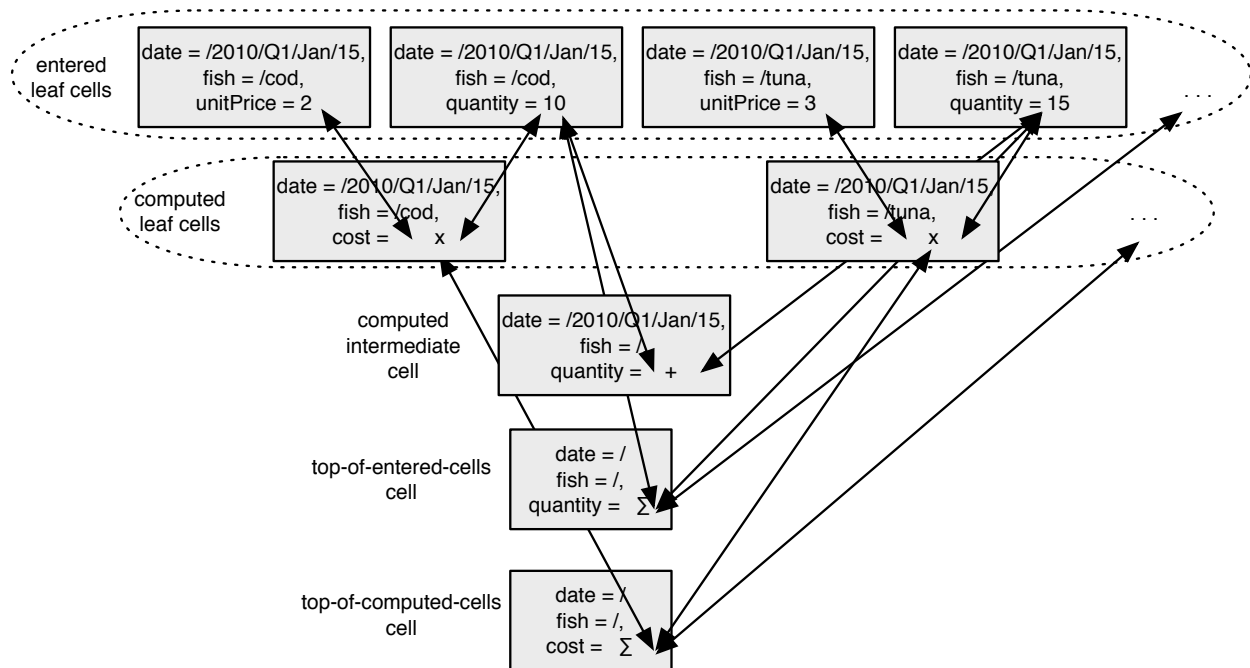 entered
leaf cells
date = /2010/Q1/Jan/15,
fish = /cod,
unitPrice = 2
date = /2010/Q1/Jan/15,
fish = /cod,
quantity = 10
date = /2010/Q1/Jan/15,
fish = /tuna,
unitPrice = 3
date = /2010/Q1/Jan/15,
fish = /tuna,
quantity = 15
. . .
computed
leaf cells
date = /2010/Q1/Jan/15,
fish = /cod,
cost = x
date = /2010/Q1/Jan/15,
fish = /tuna,
cost = x
. . .
computed
intermediate
cell
date = /2010/Q1/Jan/15,
fish = /,
quantity = +
top-of-entered-cells
cell
date = /
fish = /,
quantity = ∑
top-of-computed-cells
cell
date = /
fish = /,
cost = ∑